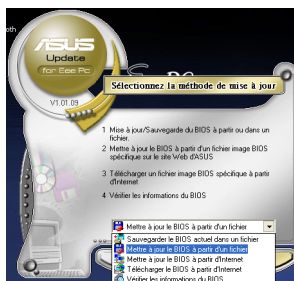 oth
ASUS
Update
for Eee Pc
V1.01.09
Sélectionnez la méthode de mise à jour
1 Mise à jour/Sauvegarde du BIOS à partir ou dans un
fichier.
2 Mettre à jour le BIOS à partir d'un fichier image BIOS
spécifique sur le site Web d'ASUS
3 Télécharger un fichier image BIOS spécifique à partir
d'Internet
4 Vérifier les informations du BIOS
Mettre à jour le BIOS à partir d'un fichier
Sauvegarder le BIOS actuel dans un fichier
Mettre à jour le BIOS à partir d'un fichier
Mettre à jour le BIOS à partir d'Internet
Télécharger le BIOS à partir d'Internet
Vérifier les informations du BIOS